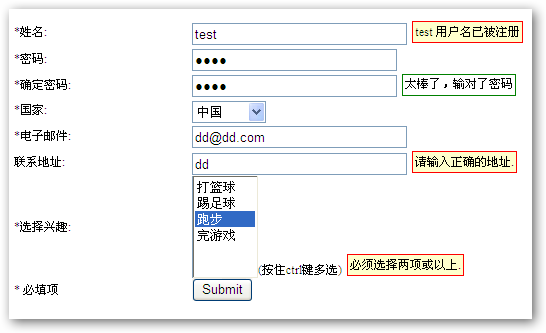 *姓名: test test 用户名已被注册
*密码: ●●●●
*确定密码: ●●●● 太棒了，输对了密码
*国家: 中国
*电子邮件: dd@dd.com
联系地址: dd 请输入正确的地址.
打篮球
踢足球
*选择兴趣: 跑步
完游戏
(按住ctrl键多选) 必须选择两项或以上.
* 必填项 Submit